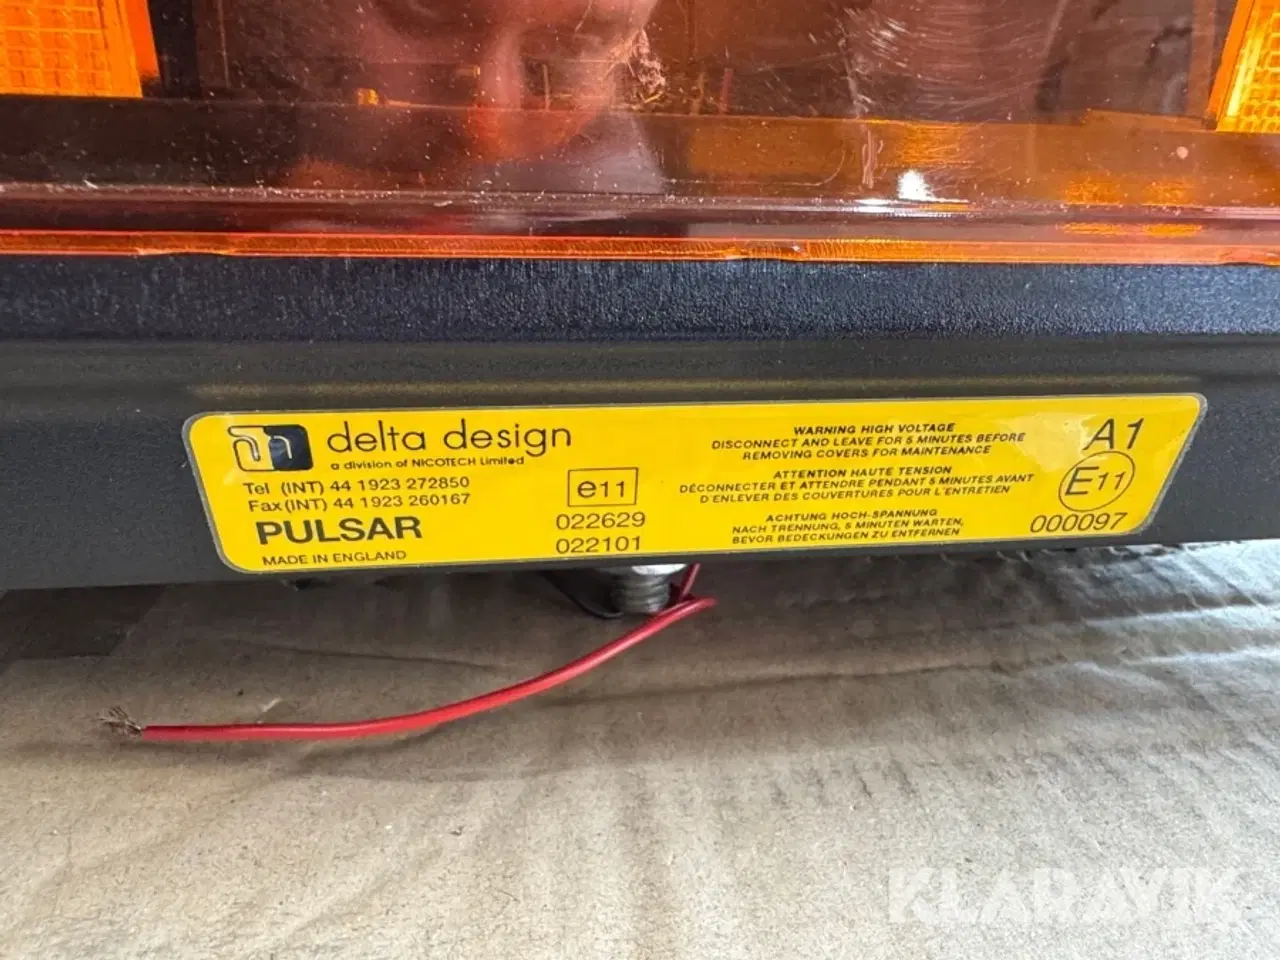 delta design
a division of NICOTECH Limited
Tel (INT) 44 1923 272850
Fax (INT) 44 1923 260167
PULSAR
MADE IN ENGLAND
e11
022629
022101
WARNING HIGH VOLTAGE
DISCONNECT AND LEAVE FOR 5 MINUTES BEFORE
REMOVING COVERS FOR MAINTENANCE
ATTENTION HAUTE TENSION
DÉCONNECTER ET ATTENDRE PENDANT 5 MINUTES AVANT
D'ENLEVER DES COUVERTURES POUR L'ENTRETIEN
ACHTUNG HOCH-SPANNUNG
NACH TRENNUNG, 5 MINUTEN WARTEN,
BEVOR BEDECKUNGEN ZU ENTFERNEN
A1
E11
000097
KLARAVIK